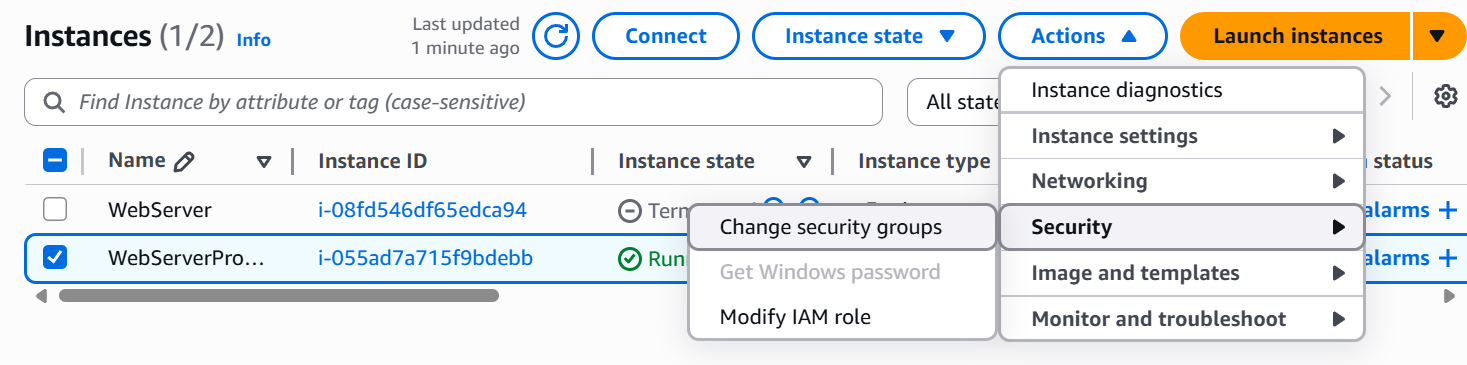 Instances (1/2) Info
Last updated
1 minute ago
Connect
Instance state
Actions
Launch instances
Find Instance by attribute or tag (case-sensitive)
All state
Instance diagnostics
Instance settings
Networking
Security
Image and templates
Monitor and troubleshoot
Change security groups
Get Windows password
Modify IAM role
Name Instance ID Instance state Instance type status
WebServer i-08fd546df65edca94 Term alarms +
WebServerPro... i-055ad7a715f9bdebb Run alarms +